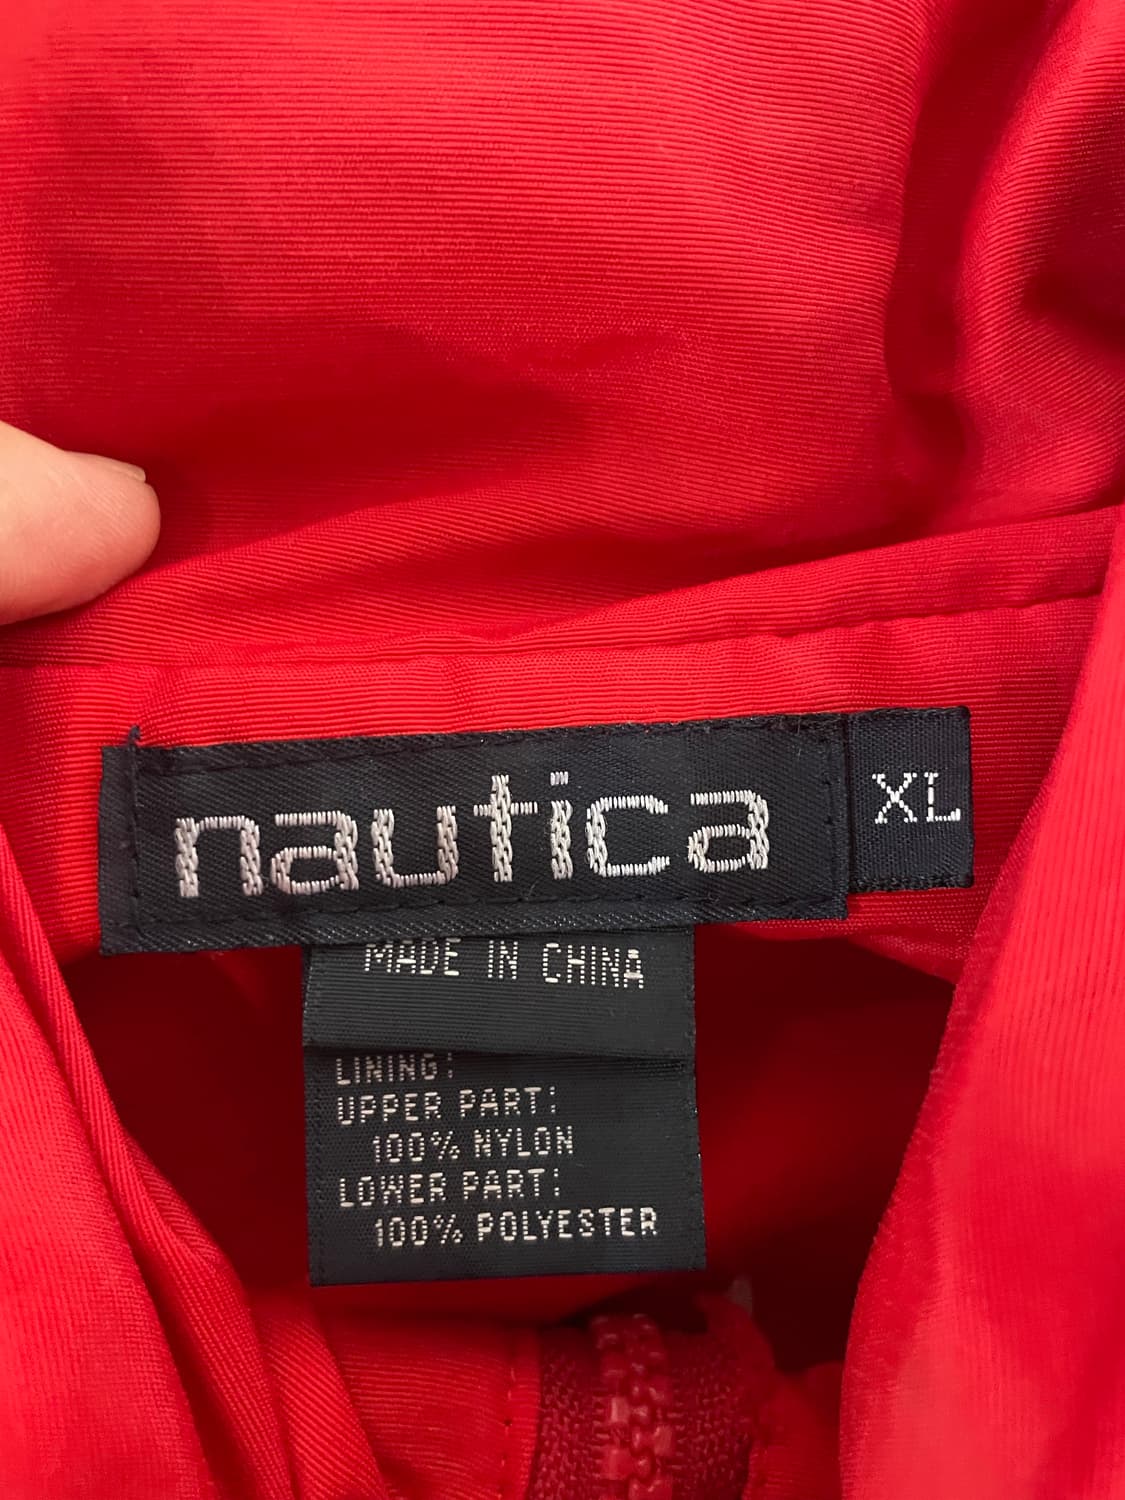 nautica
XL
MADE IN CHINA
LINING:
UPPER PART:
100% NYLON
LOWER PART:
100% POLYESTER